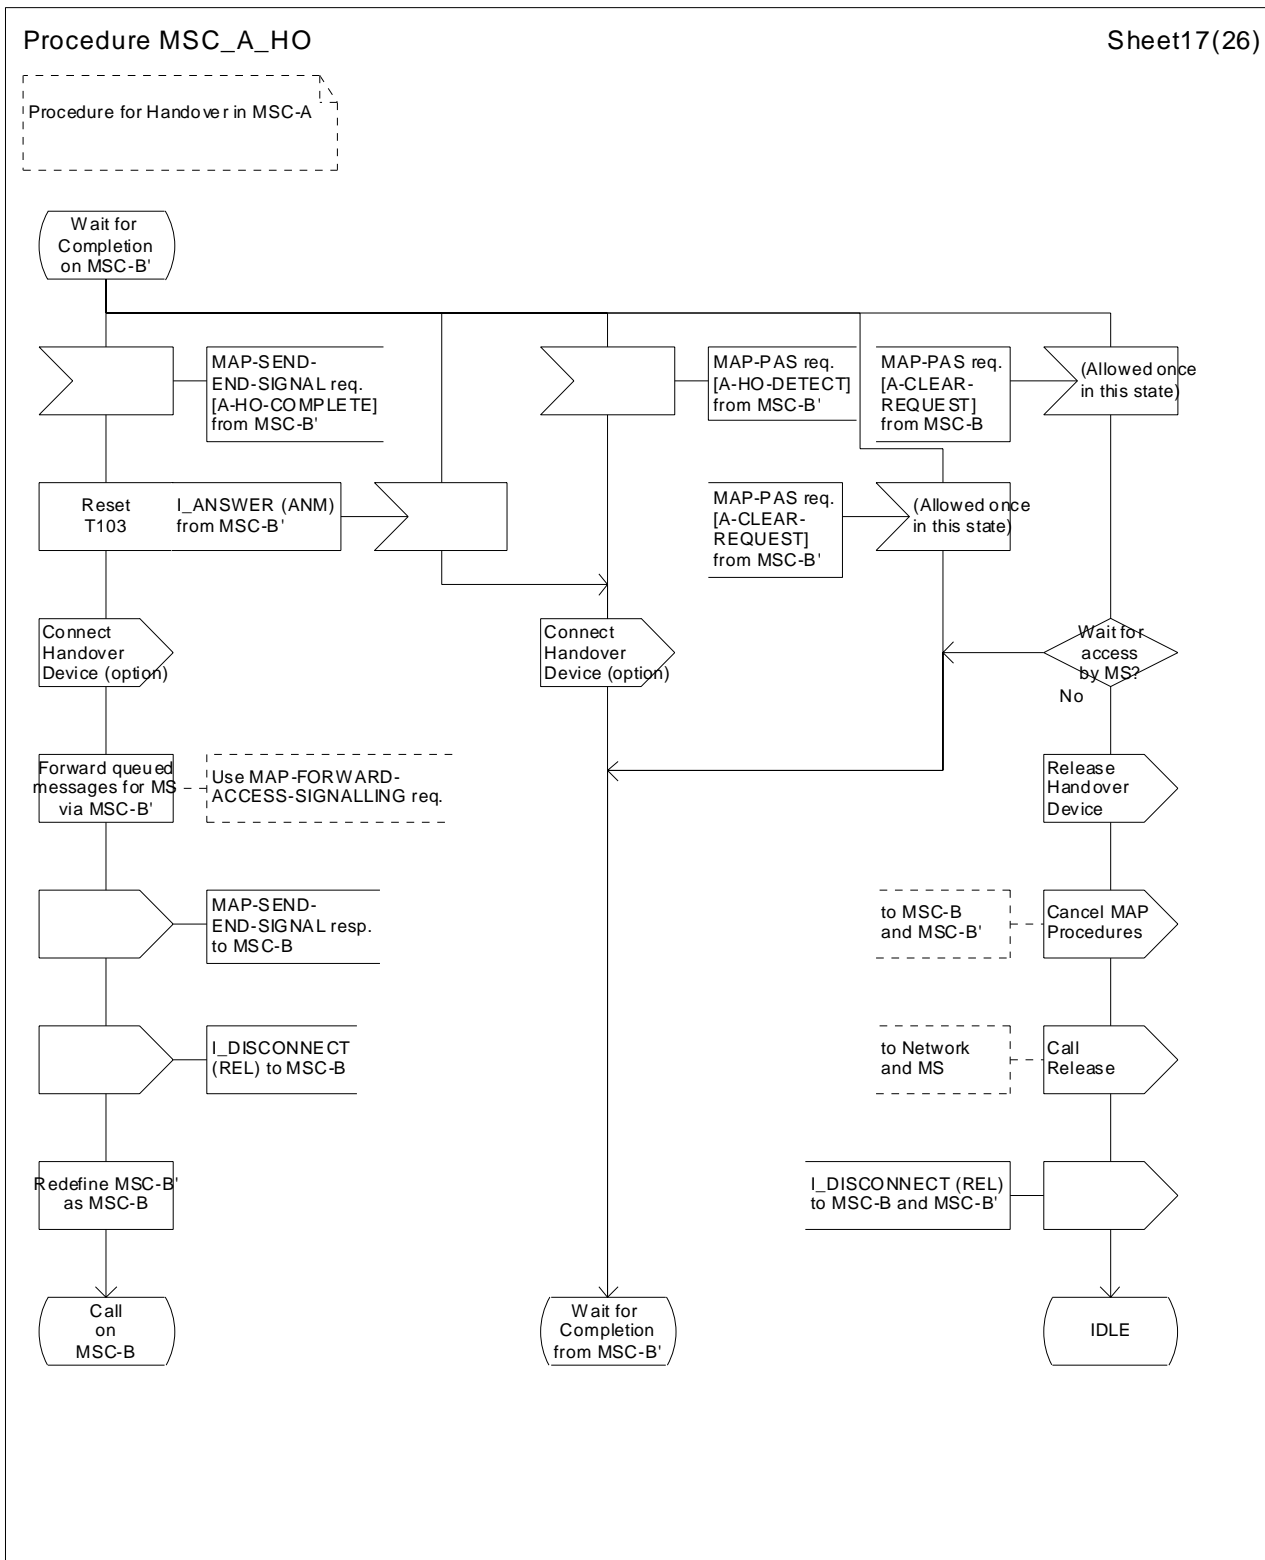 Procedure MSC_A_HO
Sheet17(26)
Procedure for Handover in MSC-A
Wait for
Completion
on MSC-B'
MAP-SEND-
END-SIGNAL req.
[A-HO-COMPLETE]
from MSC-B'
MAP-PAS req.
[A-HO-DETECT]
from MSC-B'
MAP-PAS req.
[A-CLEAR-
REQUEST]
from MSC-B
(Allowed once
in this state)
Reset
T103
I_ANSWER (ANM)
from MSC-B'
MAP-PAS req.
[A-CLEAR-
REQUEST]
from MSC-B'
(Allowed once
in this state)
Connect
Handover
Device (option)
Connect
Handover
Device (option)
Wait for
access
by MS?
No
Forward queued
messages for MS
via MSC-B'
Use MAP-FORWARD-
ACCESS-SIGNALLING req.
Release
Handover
Device
MAP-SEND-
END-SIGNAL resp.
to MSC-B
to MSC-B
and MSC-B'
Cancel MAP
Procedures
I_DISCONNECT
(REL) to MSC-B
to Network
and MS
Call
Release
Redefine MSC-B'
as MSC-B
I_DISCONNECT (REL)
to MSC-B and MSC-B'
Call
on
MSC-B
Wait for
Completion
from MSC-B'
IDLE